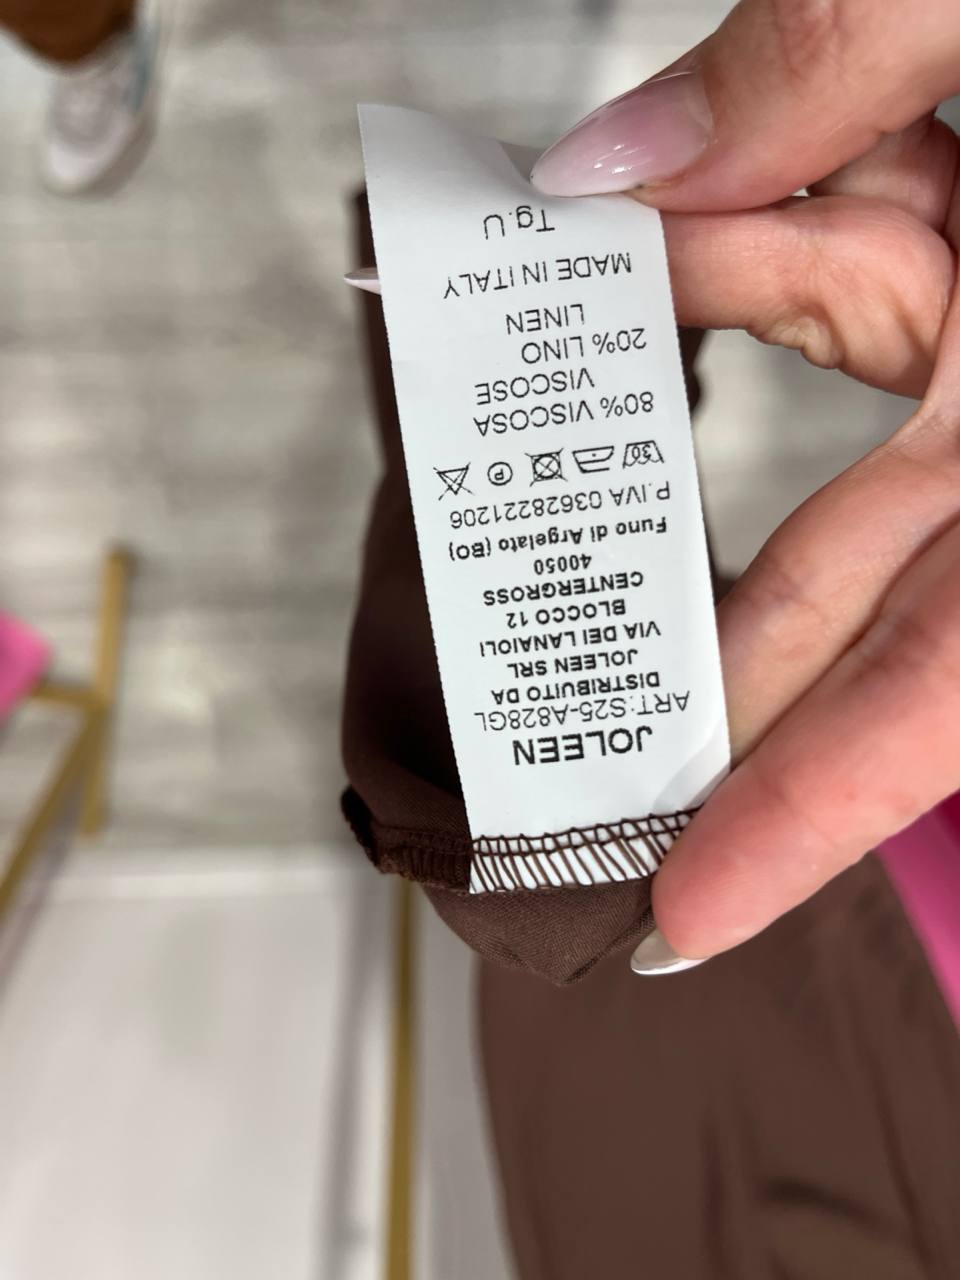 JOLEEN
ART:S25-A828GL
DISTRIBUITO DA
JOLEEN SRL
VIA DEI LANAIOLI
BLOCCO 12
CENTERGROSS
40050
Funo di Argelato (BO)
P.IVA 03628221206
30 P
80% VISCOSA
VISCOSE
20% LINO
LINEN
MADE IN ITALY
Tg.U